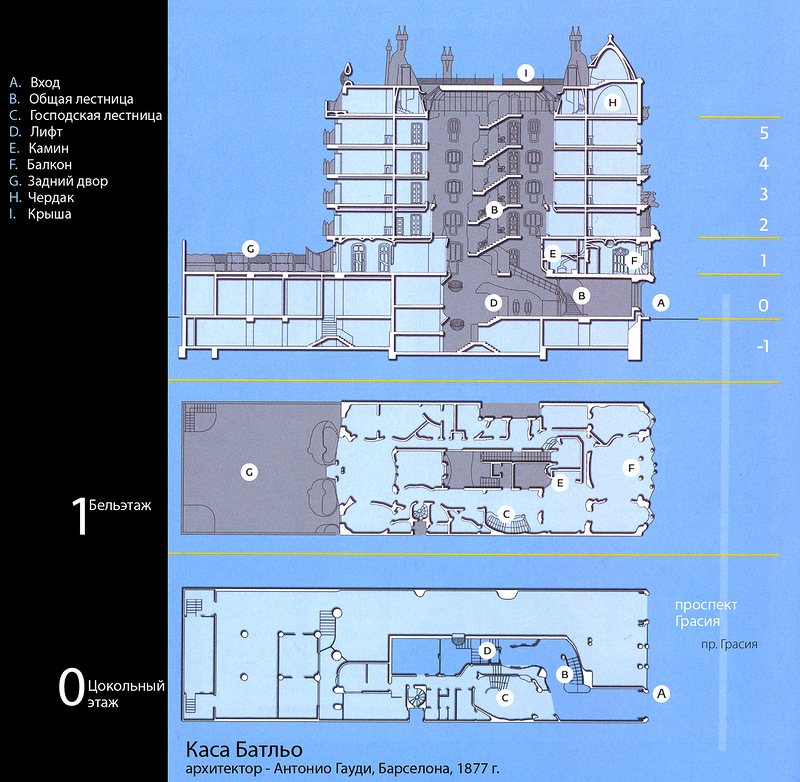 A. Вход
B. Общая лестница
C. Господская лестница
D. Лифт
E. Камин
F. Балкон
G. Задний двор
H. Чердак
I. Крыша
I
H
5
4
3
B
2
G
E
F
1
D
B
A
0
-1
G
F
E
C
1 Бельэтаж
проспект
Грасия
пр. Грасия
D
B
A
C
0 Цокольный
этаж
Каса Батльо
архитектор - Антонио Гауди, Барселона, 1877 г.